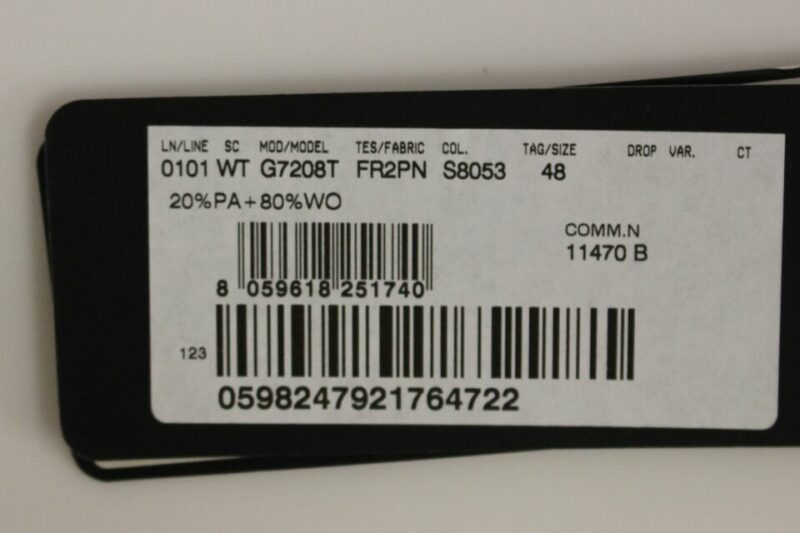 LN/LINE SC MOD/MODEL TES/FABRIC COL. TAG/SIZE DROP VAR. CT
0101 WT G7208T FR2PN S8053 48
20%PA+80%WO
COMM.N
11470 B
8 059618 251740
123
0598247921764722